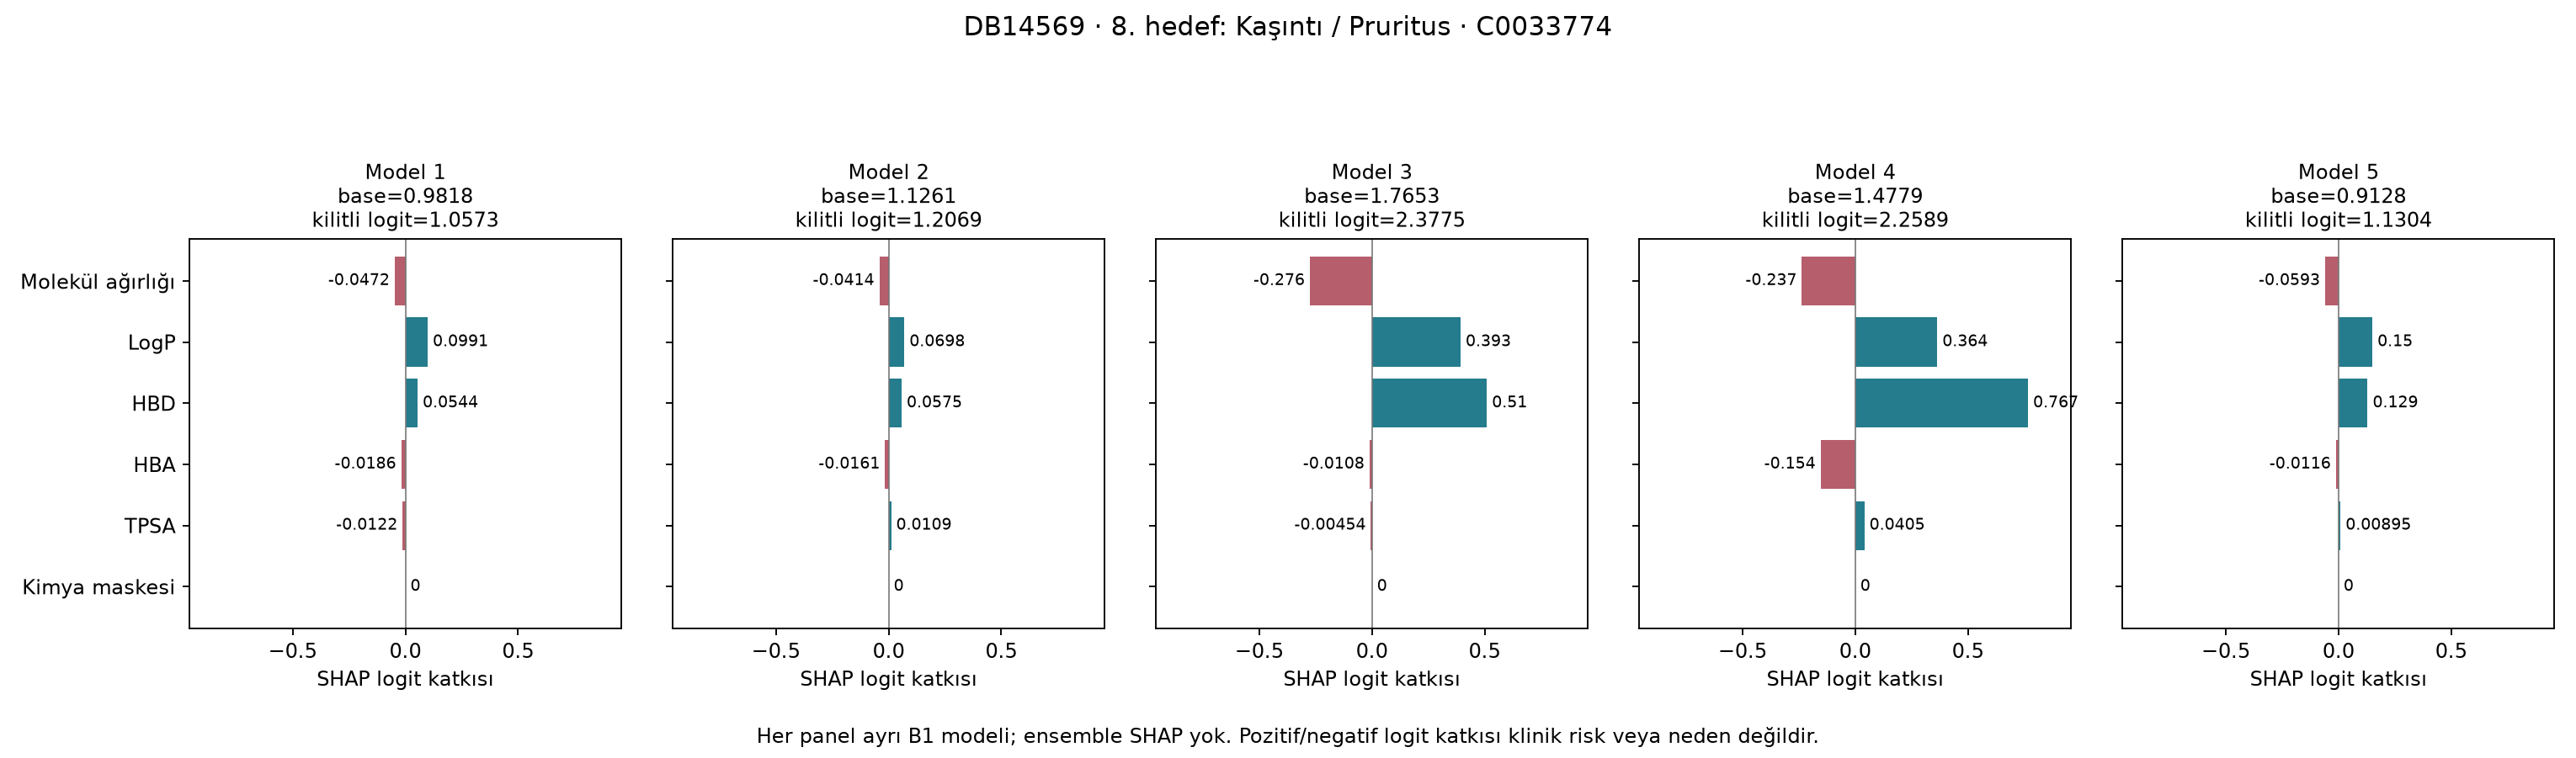 DB14569 · 8. hedef: Kaşıntı / Pruritus · C0033774
Model 1
base=0.9818
kilitli logit=1.0573
Model 2
base=1.1261
kilitli logit=1.2069
Model 3
base=1.7653
kilitli logit=2.3775
Model 4
base=1.4779
kilitli logit=2.2589
Model 5
base=0.9128
kilitli logit=1.1304
Molekül ağırlığı
-0.0472
-0.0414
-0.276
-0.237
-0.0593
LogP
0.0991
0.0698
0.393
0.364
0.15
HBD
0.0544
0.0575
0.51
0.767
0.129
HBA
-0.0186
-0.0161
-0.0108
-0.154
-0.0116
TPSA
-0.0122
0.0109
-0.00454
0.0405
0.00895
Kimya maskesi
0
0
0
0
0
−0.5 0.0 0.5
−0.5 0.0 0.5
−0.5 0.0 0.5
−0.5 0.0 0.5
−0.5 0.0 0.5
SHAP logit katkısı
SHAP logit katkısı
SHAP logit katkısı
SHAP logit katkısı
SHAP logit katkısı
Her panel ayrı B1 modeli; ensemble SHAP yok. Pozitif/negatif logit katkısı klinik risk veya neden değildir.